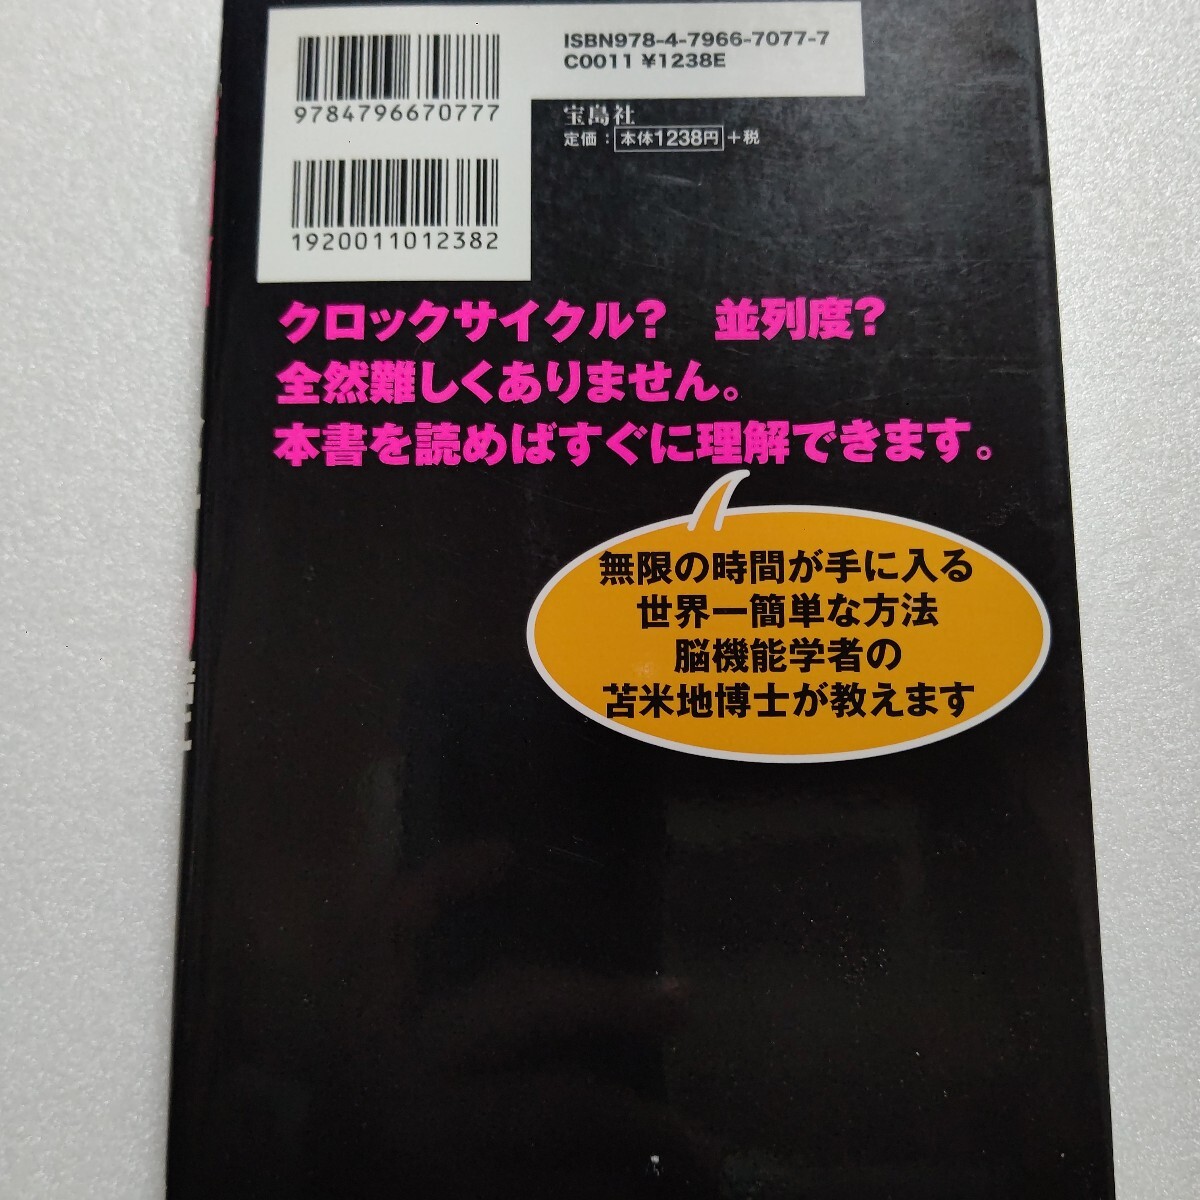 ISBN978-4-7966-7077-7
C0011 ¥1238E
9784796670777
宝島社
定価：本体1238円+税
1920011012382
クロックサイクル？ 並列度？
全然難しくありません。
本書を読めばすぐに理解できます。
無限の時間が手に入る
世界一簡単な方法
脳機能学者の
苫米地博士が教えます